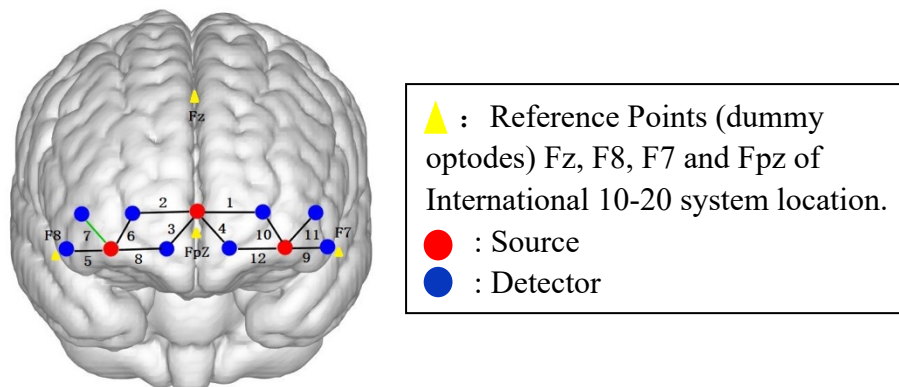 Fz
2 1
F8 F7
7 6 3 4 10 11
FpZ
5 8 12 9
: Reference Points (dummy
optodes) Fz, F8, F7 and Fpz of
International 10-20 system location.
: Source
: Detector